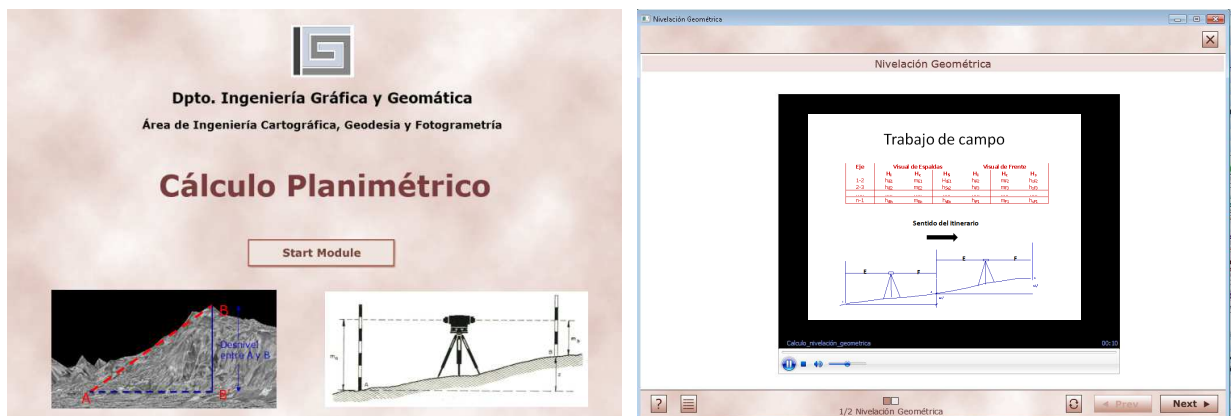 Dpto. Ingeniería Gráfica y Geomática
Área de Ingeniería Cartográfica, Geodesia y Fotogrametría
Cálculo Planimétrico
Start Module
B
Desnivel
entre A y B
A
B'
A
B
Nivelación Geométrica
Nivelación Geométrica
Trabajo de campo
Eje Visual de Espaldas Visual de Frente
1-2
2-3
n-1
Sentido del itinerario
E F E F
Calculo_nivelación_geometrica 00:10
? 1/2 Nivelación Geométrica Prev Next